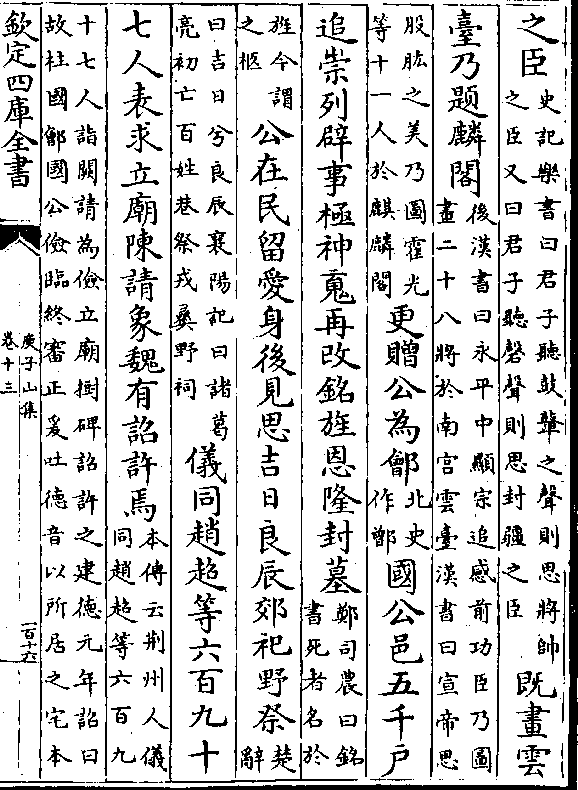 之臣史記樂書曰君子聽鼓鼙之聲則思將帥之臣又曰君子聽磬聲則思封疆之臣既畫雲
臺乃題麟閣後漢書曰永平中顯宗追感前功臣乃圖畫二十八將於南宫雲臺漢書曰宣帝思
股肱之美乃圖霍光等十一人於麒麟閣更贈公為鄶北史作鄭國公邑五千户
追崇列辟事極神䰟再改銘旌恩隆封墓鄭司農曰銘書死者名於
旌今謂之柩公在民留愛身後見思吉日良辰郊祀野祭楚辭
曰吉日兮良辰襄陽記曰諸葛亮初亡百姓巷祭戎彝野祠儀同趙超等六百九十
七人表求立廟陳請象魏有詔許焉本傳云荆州人儀同趙超等六百九
十七人詣闕請為儉立廟樹碑詔許之建德元年詔曰故柱國鄶國公儉臨終審正爰吐德音以所居之宅本
欽定四庫全書
庾子山集
卷十三
一百十六